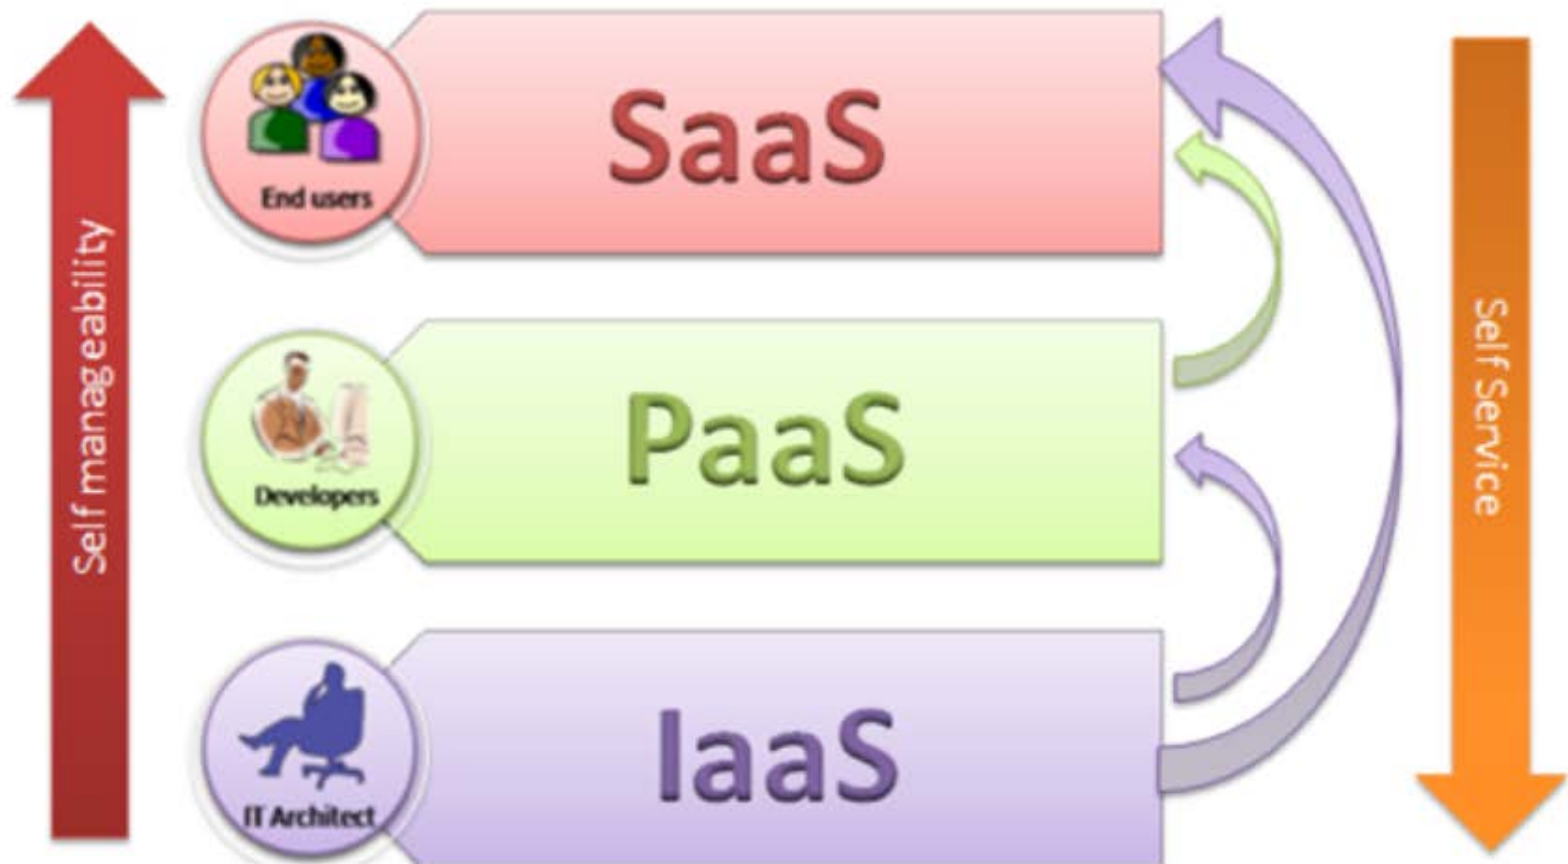 SaaS
End users
Self manageability
PaaS
Developers
Self Service
IaaS
IT Architect